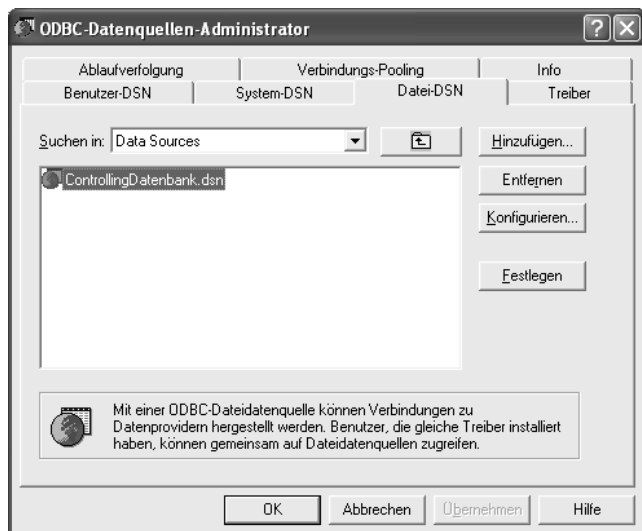 ODBC-Datenquellen-Administrator
Ablaufverfolgung Verbindungs-Pooling Info
Benutzer-DSN System-DSN Datei-DSN Treiber
Suchen in: Data Sources Hinzufügen...
ControllingDatenbank.dsn Entfernen
Konfigurieren...
Festlegen
Mit einer ODBC-Dateidatenquelle können Verbindungen zu
Datenprovidern hergestellt werden. Benutzer, die gleiche Treiber installiert
haben, können gemeinsam auf Dateidatenquellen zugreifen.
OK Abbrechen Übernehmen Hilfe